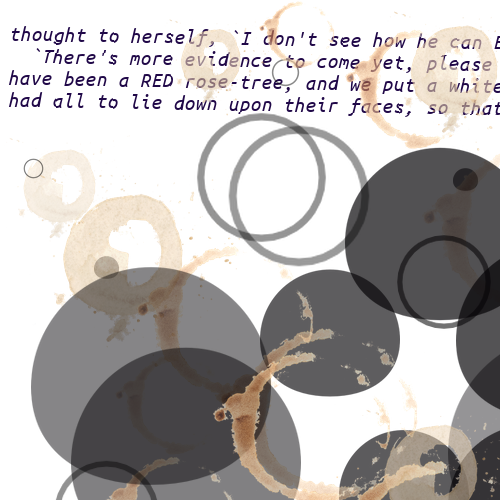 thought to herself, `I don't see how he can E
`There's more evidence to come yet, please
have been a RED rose-tree, and we put a white
had all to lie down upon their faces, so that